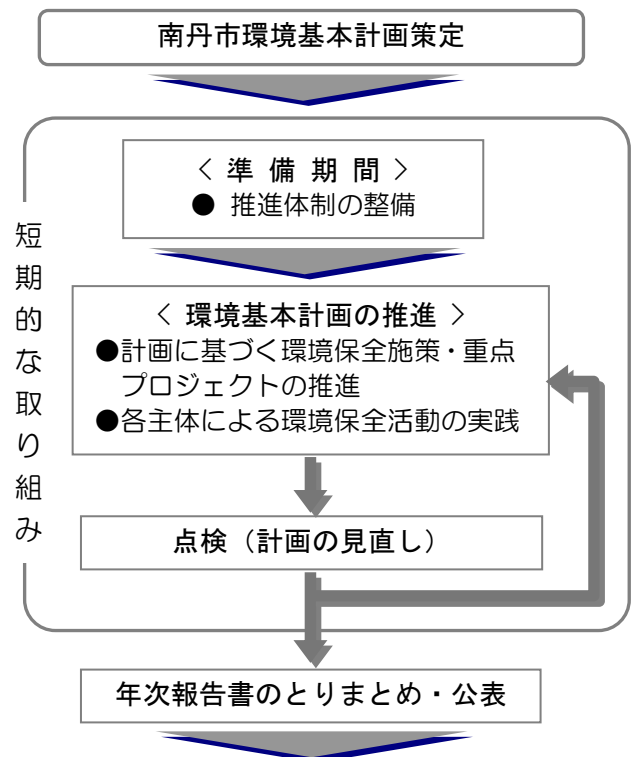 南丹市環境基本計画策定
短期的な取り組み
< 準 備 期 間 >
● 推進体制の整備
< 環境基本計画の推進 >
●計画に基づく環境保全施策・重点
プロジェクトの推進
●各主体による環境保全活動の実践
点検（計画の見直し）
年次報告書のとりまとめ・公表